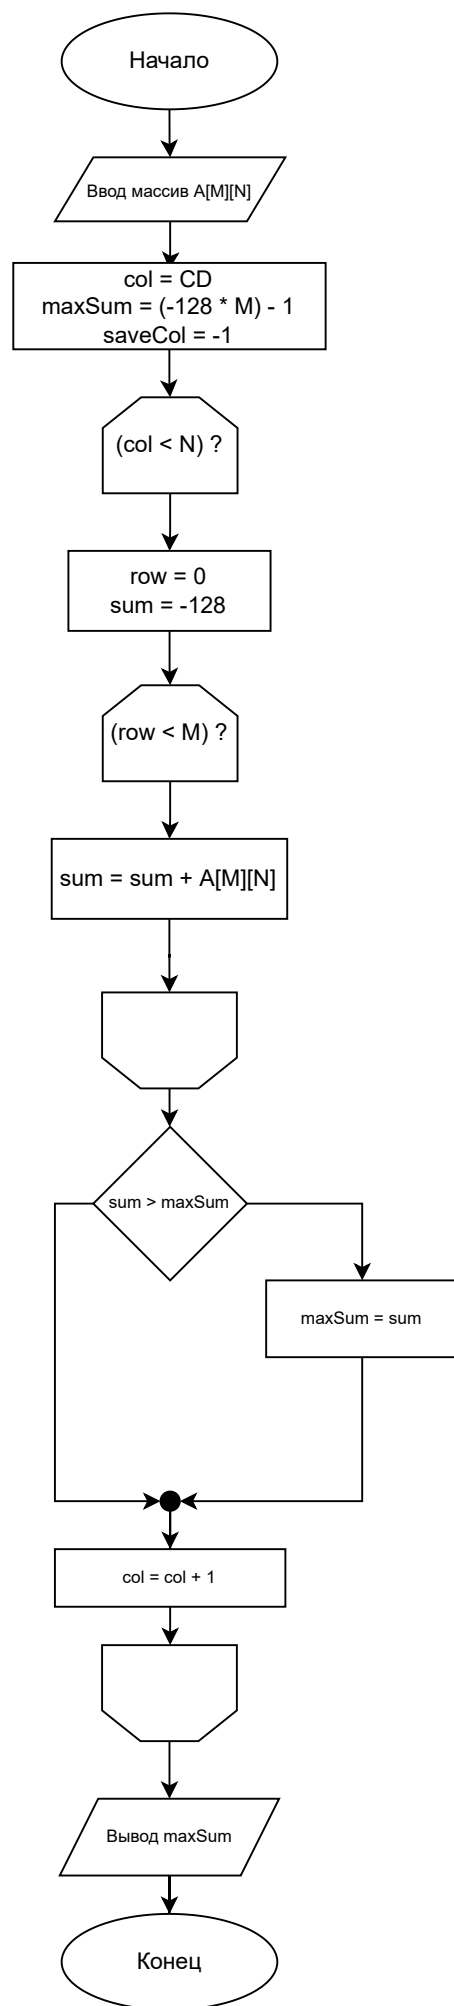 Начало
Ввод массив A[M][N]
col = CD
maxSum = (-128 * M) - 1
saveCol = -1
(col < N) ?
row = 0
sum = -128
(row < M) ?
sum = sum + A[M][N]
sum > maxSum
maxSum = sum
col = col + 1
Вывод maxSum
Конец